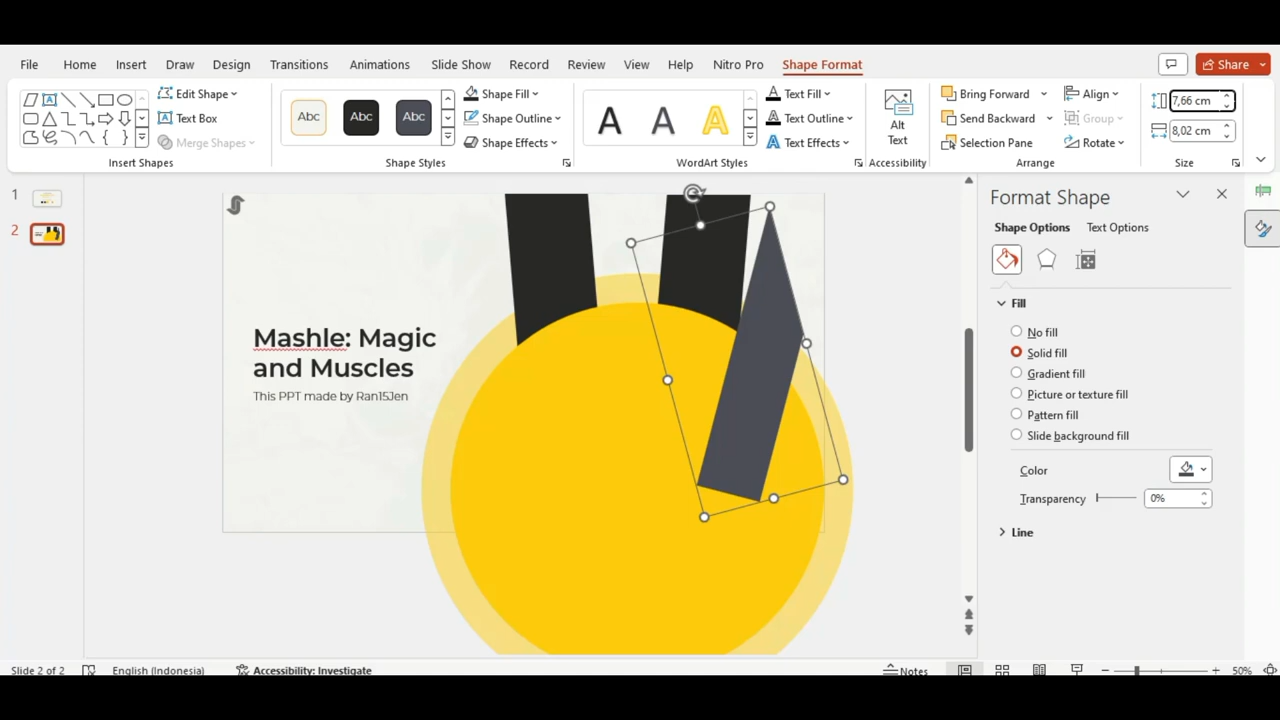 File Home Insert Draw Design Transitions Animations Slide Show Record Review View Help Nitro Pro Shape Format Share
Edit Shape
Text Box
Merge Shapes
Insert Shapes
Abc Abc Abc
Shape Fill
Shape Outline
Shape Effects
Shape Styles
A A A
Text Fill
Text Outline
Text Effects
WordArt Styles
Alt
Text
Accessibility
Bring Forward
Send Backward
Selection Pane
Align
Group
Rotate
Arrange
7,66 cm
8,02 cm
Size
1
2
Mashle: Magic
and Muscles
This PPT made by Ran15Jen
Format Shape
Shape Options Text Options
Fill
No fill
Solid fill
Gradient fill
Picture or texture fill
Pattern fill
Slide background fill
Color
Transparency 0%
Line
Slide 2 of 2 English (Indonesia) Accessibility: Investigate Notes 50%